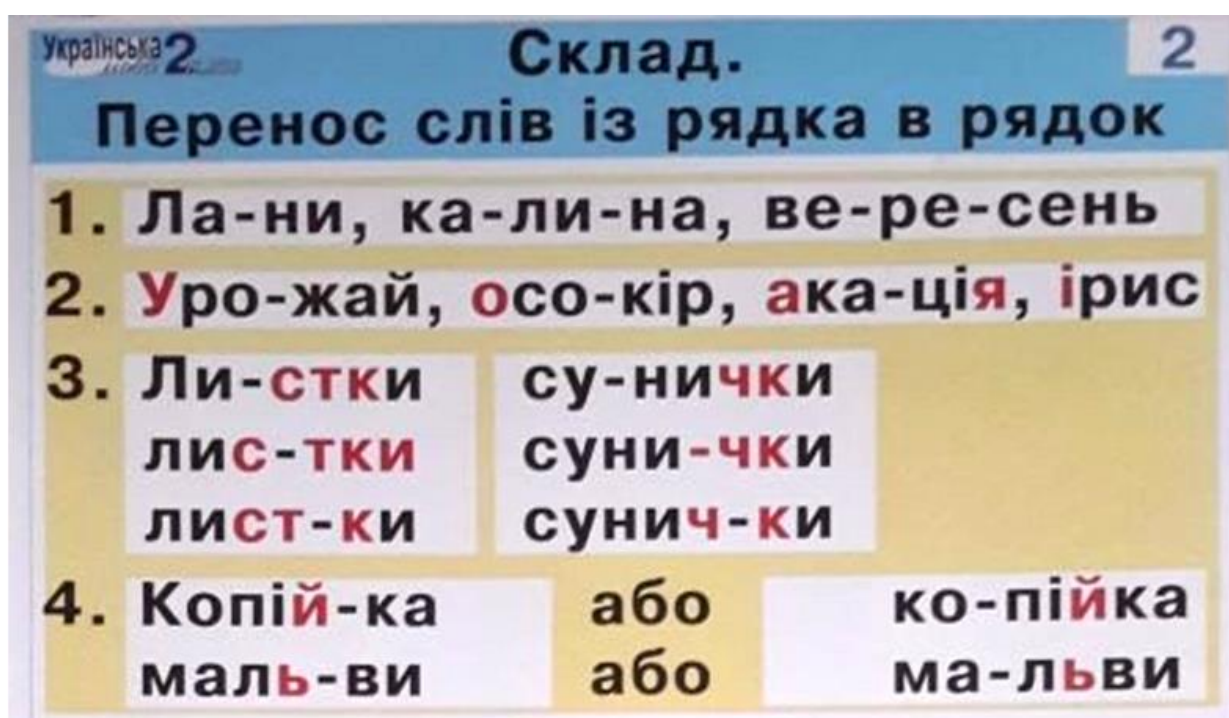 Українська 2
2
Склад.
Перенос слів із рядка в рядок
1. Ла-ни, ка-ли-на, ве-ре-сень
2. Уро-жай, осо-кір, ака-ція, ірис
3. Ли-стки су-нички
лис-тки суни-чки
лист-ки сунич-ки
4. Копій-ка або ко-пійка
маль-ви або ма-льви